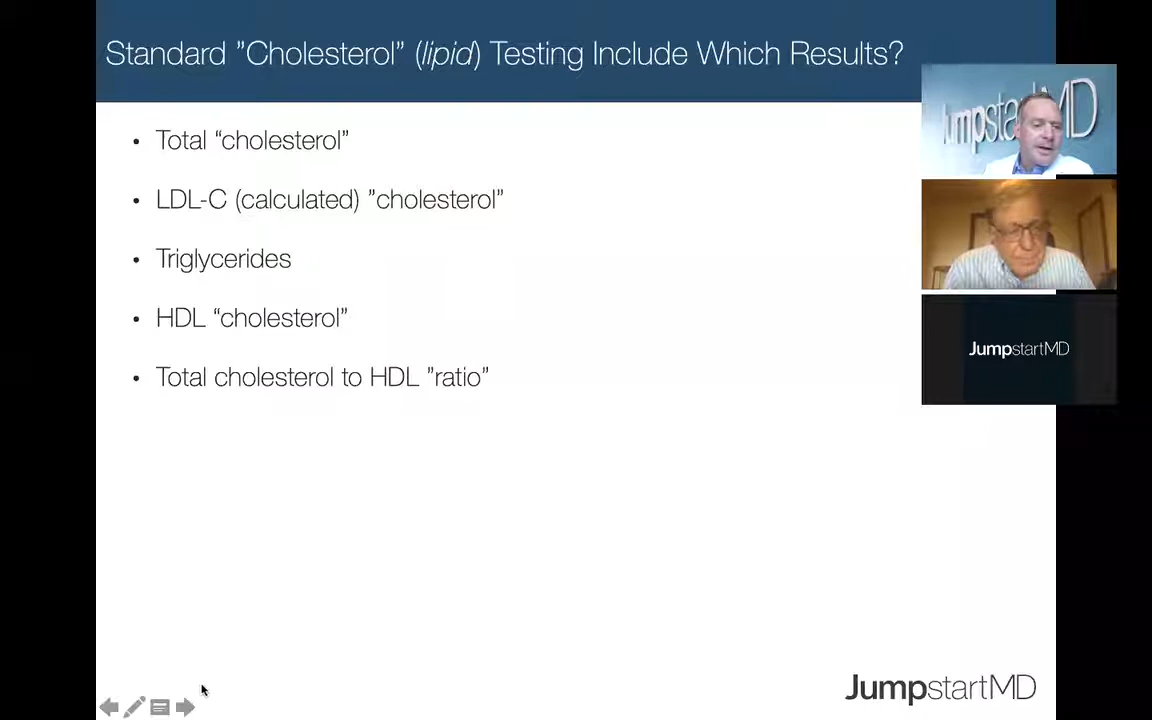 Standard ”Cholesterol” (lipid) Testing Include Which Results?
JumpstartMD
• Total “cholesterol”
• LDL-C (calculated) ”cholesterol”
• Triglycerides
• HDL “cholesterol”
JumpstartMD
• Total cholesterol to HDL ”ratio”
JumpstartMD